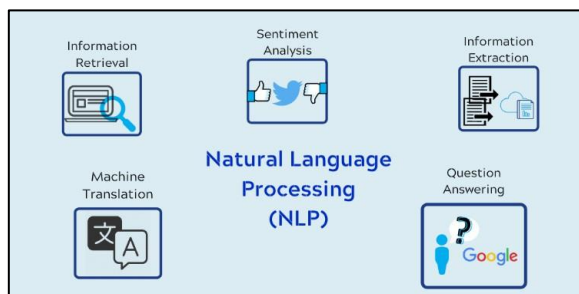 Information
Retrieval
Sentiment
Analysis
Information
Extraction
Natural Language
Processing
(NLP)
Machine
Translation
文
A
Question
Answering
?
Google